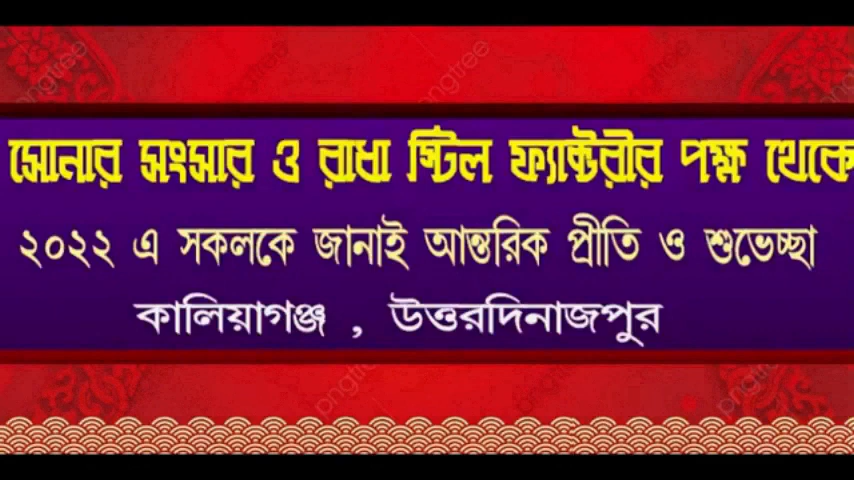 সোনার সংসার ও রাধা স্টিল ফ্যাক্টরীর পক্ষ থেকে
২০২২ এ সকলকে জানাই আন্তরিক প্রীতি ও শুভেচ্ছা
কালিয়াগঞ্জ , উত্তরদিনাজপুর